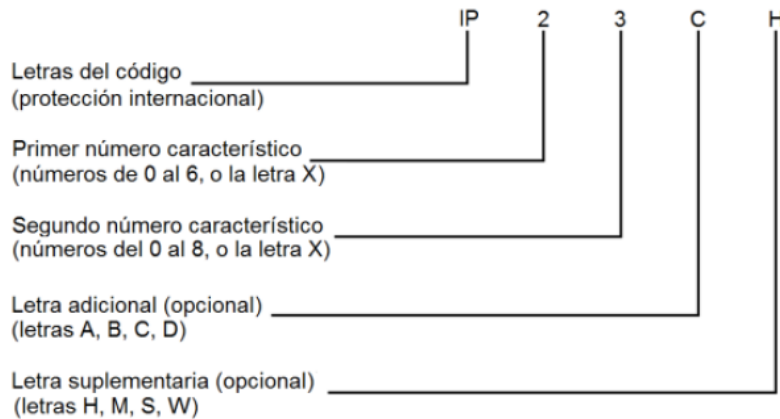 IP 2 3 C H
Letras del código
(protección internacional)
Primer número característico
(números de 0 al 6, o la letra X)
Segundo número característico
(números del 0 al 8, o la letra X)
Letra adicional (opcional)
(letras A, B, C, D)
Letra suplementaria (opcional)
(letras H, M, S, W)